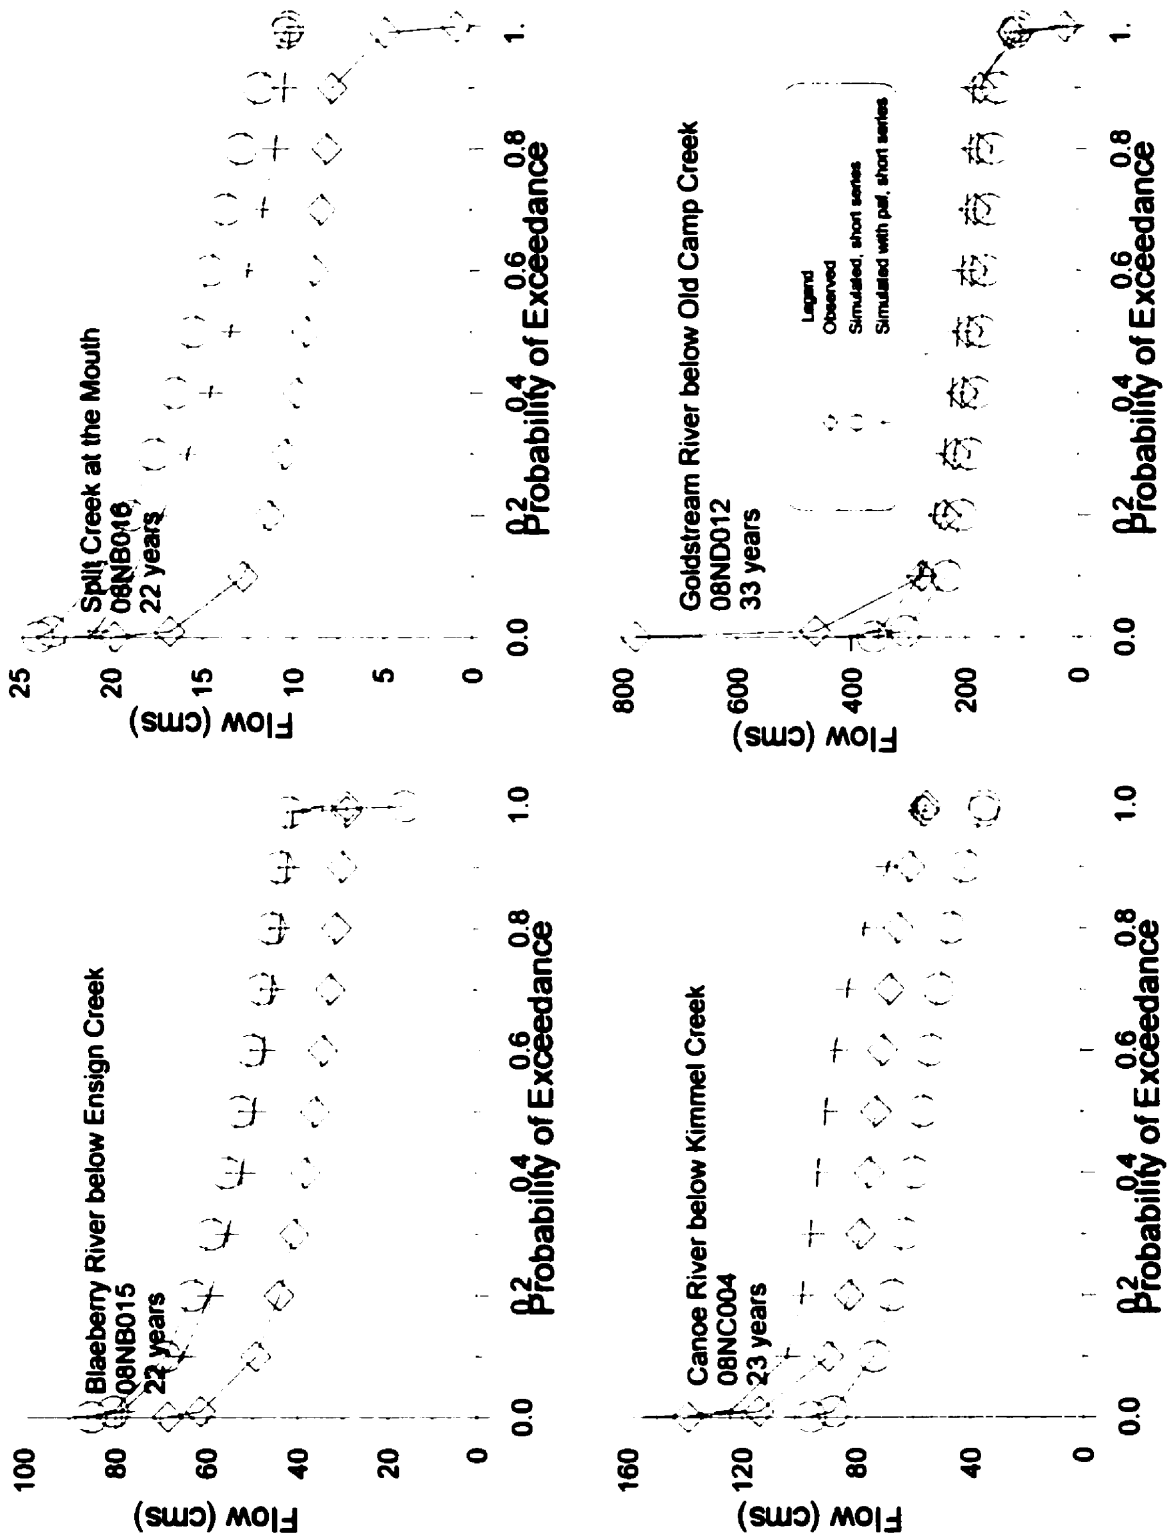 Blaeberry River below Ensign Creek
08NB015
22 years
Flow (cms)
100
80
60
40
20
0
0.0
0.2
0.4
0.6
0.8
1.0
Probability of Exceedance
Split Creek at the Mouth
08NB016
22 years
Flow (cms)
25
20
15
10
5
0
0.0
0.2
0.4
0.6
0.8
1.
Probability of Exceedance
Canoe River below Kimmel Creek
08NC004
23 years
Flow (cms)
160
120
80
40
0
0.0
0.2
0.4
0.6
0.8
1.0
Probability of Exceedance
Goldstream River below Old Camp Creek
08ND012
33 years
Legend
Observed
Simulated, short series
Simulated with paf, short series
Flow (cms)
800
600
400
200
0
0.0
0.2
0.4
0.6
0.8
1.
Probability of Exceedance